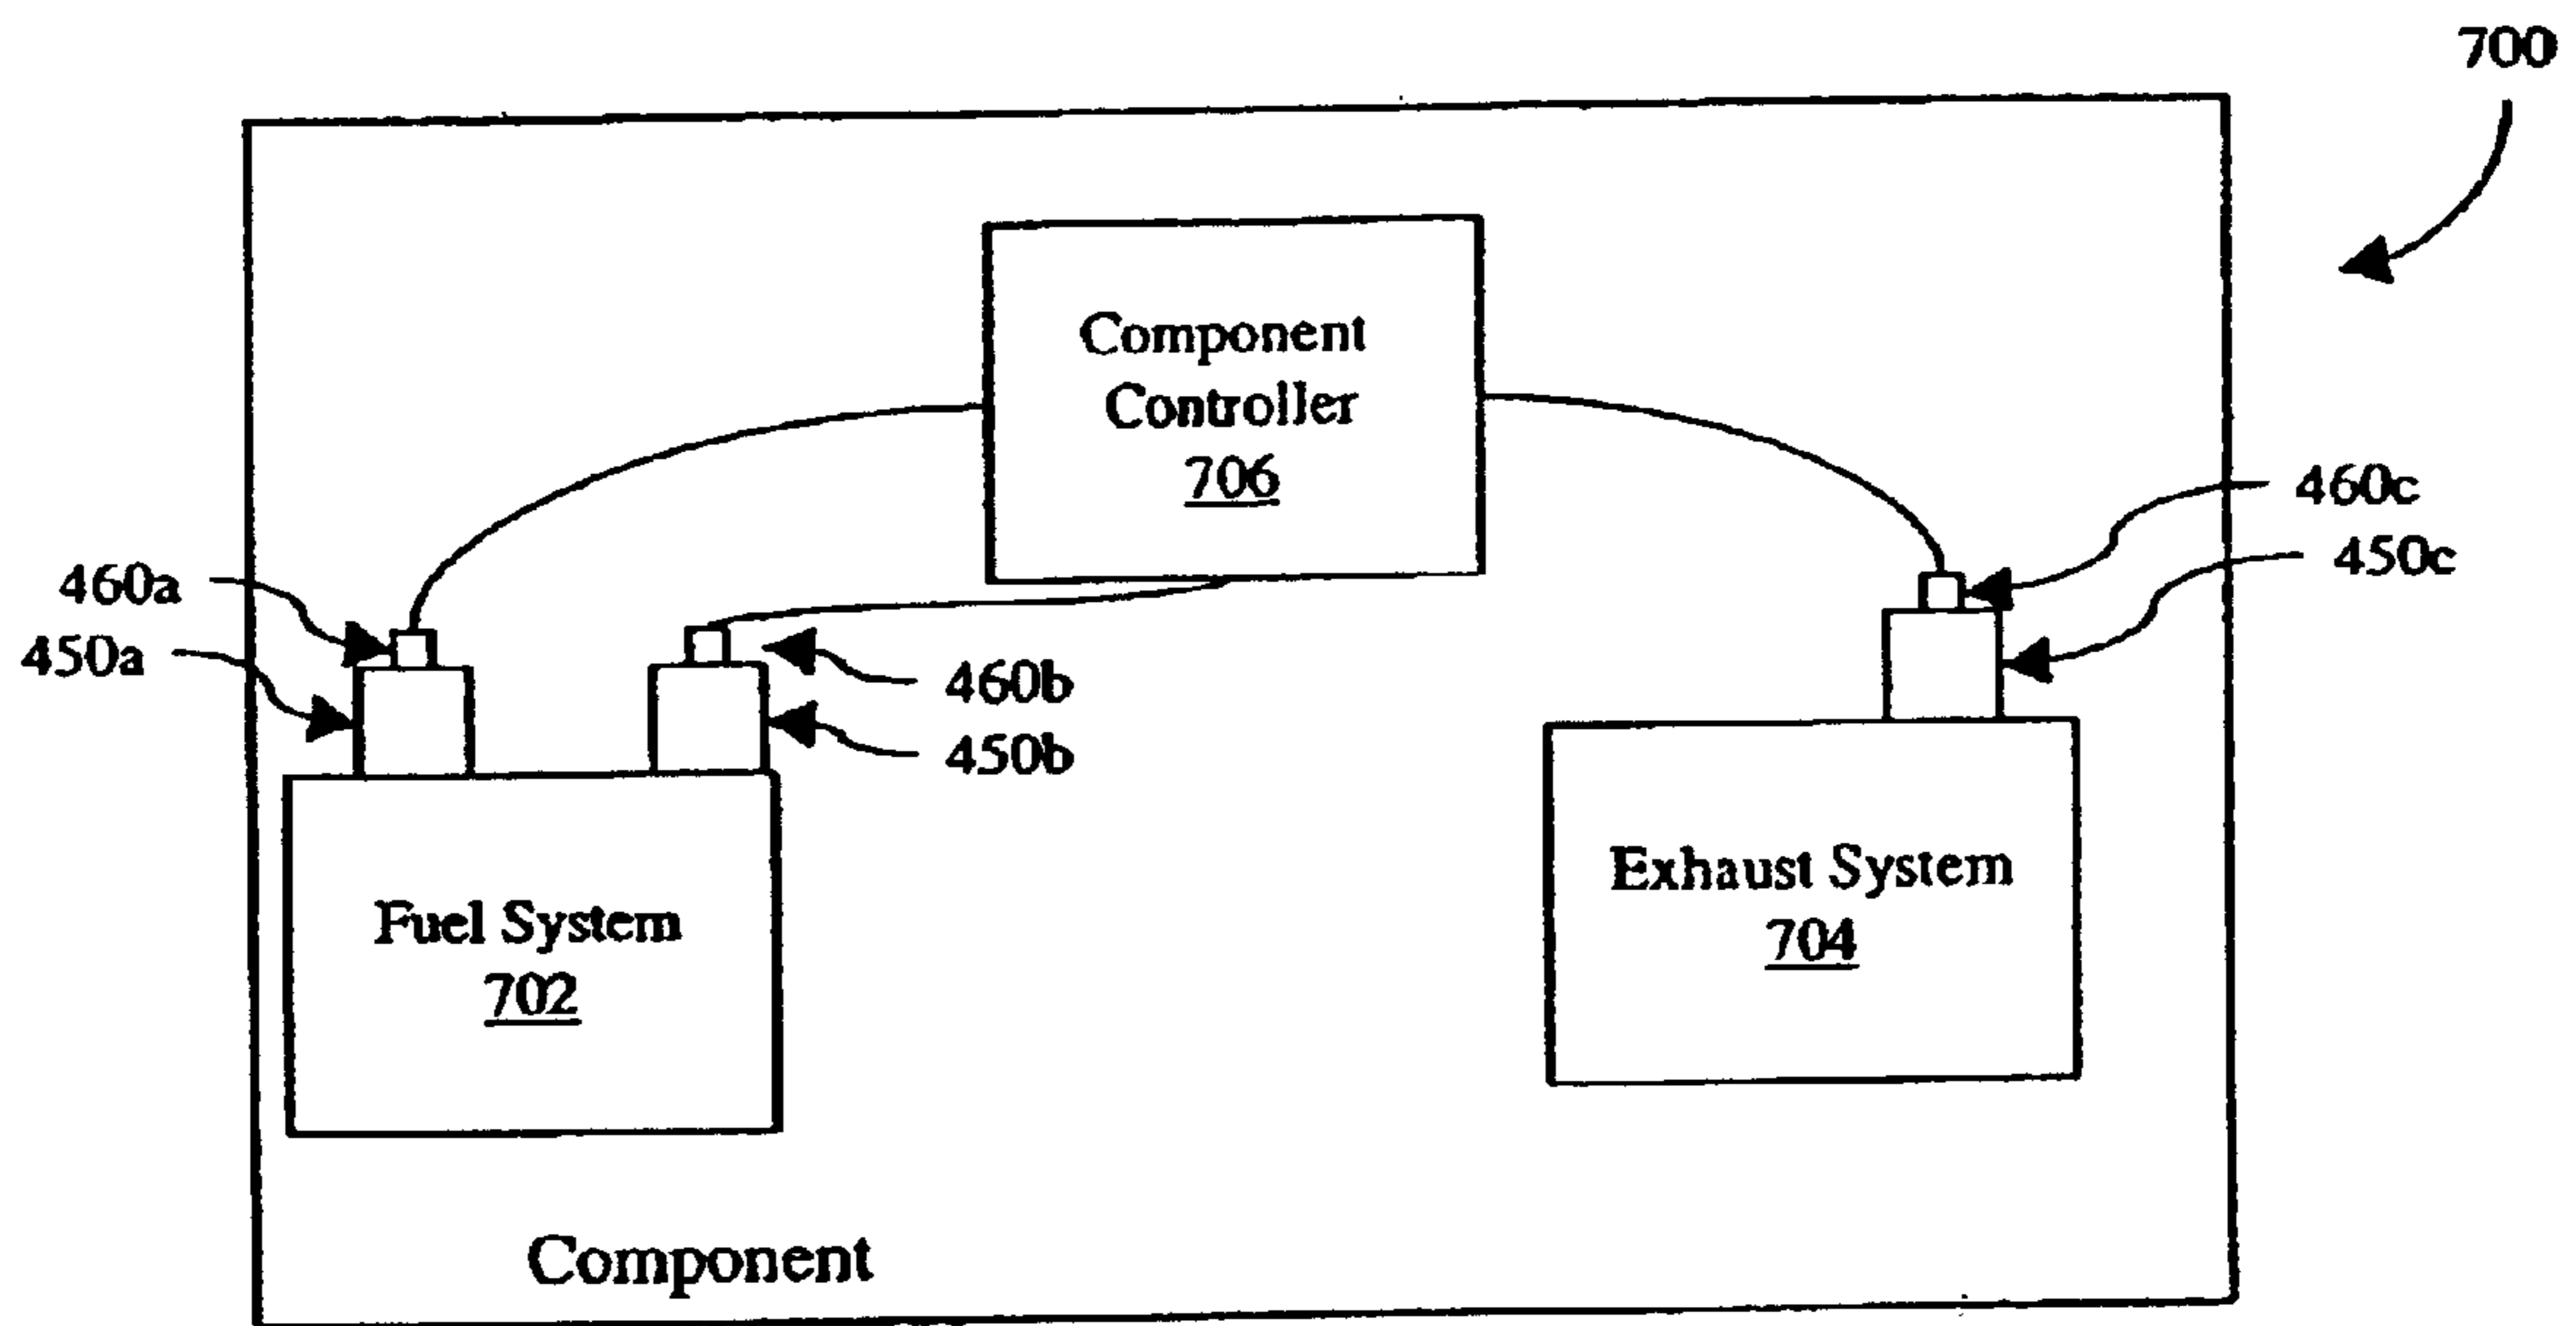 700
Component
Controller
706
460c
450c
460a
450a
460b
450b
Exhaust System
704
Fuel System
702
Component